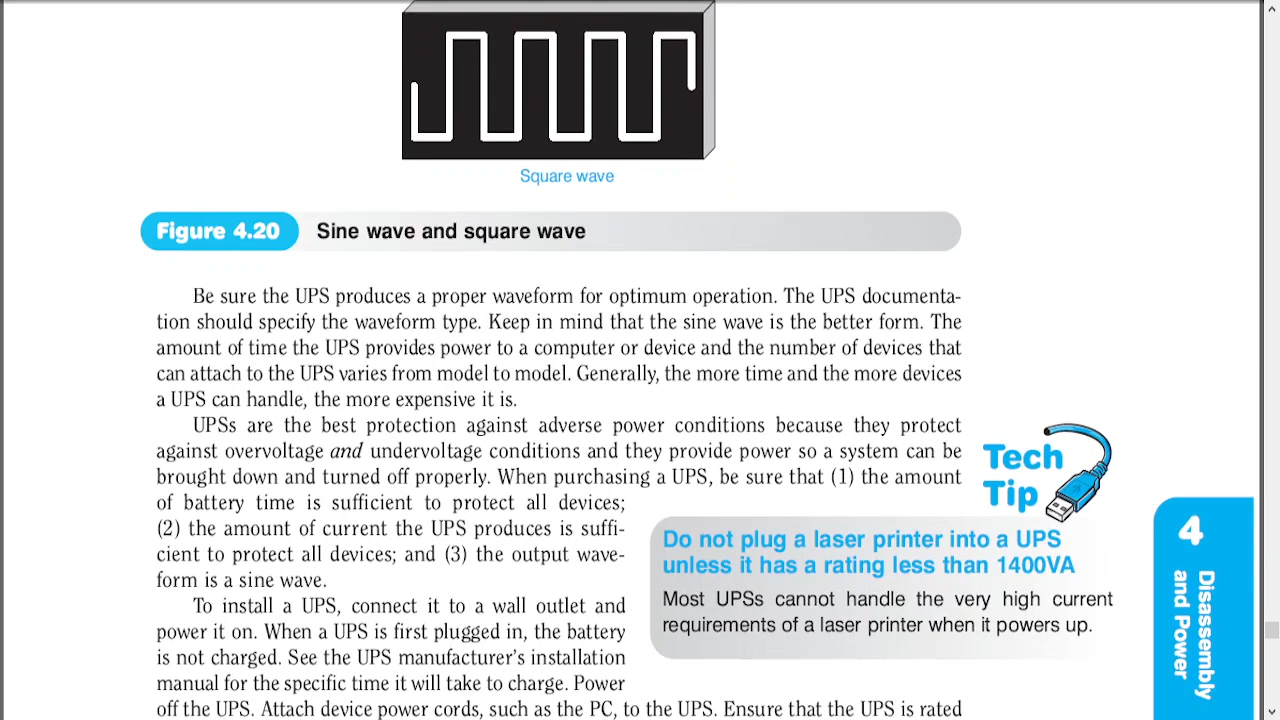 Square wave
Figure 4.20 Sine wave and square wave
Be sure the UPS produces a proper waveform for optimum operation. The UPS documenta-
tion should specify the waveform type. Keep in mind that the sine wave is the better form. The
amount of time the UPS provides power to a computer or device and the number of devices that
can attach to the UPS varies from model to model. Generally, the more time and the more devices
a UPS can handle, the more expensive it is.
UPSs are the best protection against adverse power conditions because they protect
against overvoltage and undervoltage conditions and they provide power so a system can be
brought down and turned off properly. When purchasing a UPS, be sure that (1) the amount
of battery time is sufficient to protect all devices;
(2) the amount of current the UPS produces is suffi-
cient to protect all devices; and (3) the output wave-
form is a sine wave.
To install a UPS, connect it to a wall outlet and
power it on. When a UPS is first plugged in, the battery
is not charged. See the UPS manufacturer's installation
manual for the specific time it will take to charge. Power
off the UPS. Attach device power cords, such as the PC, to the UPS. Ensure that the UPS is rated
Tech
Tip
Do not plug a laser printer into a UPS
unless it has a rating less than 1400VA
Most UPSs cannot handle the very high current
requirements of a laser printer when it powers up.
4
Disassembly
and Power